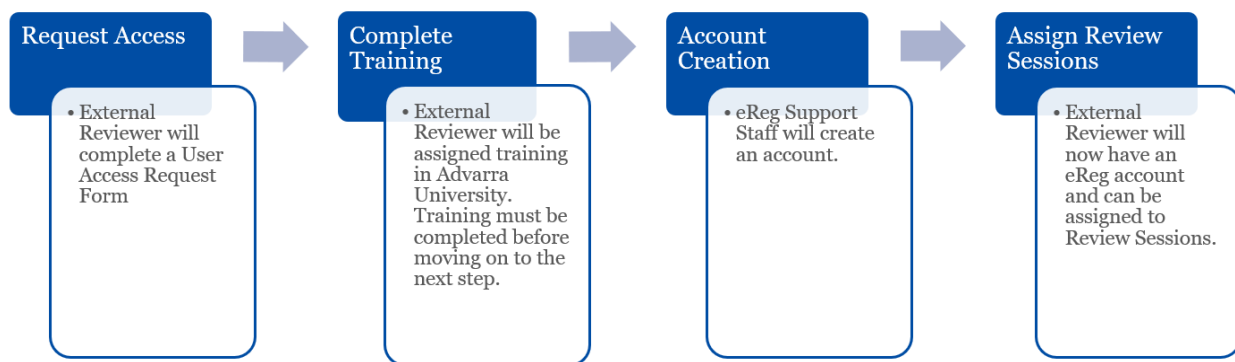 Request Access
• External
Reviewer will
complete a User
Access Request
Form
Complete
Training
• External
Reviewer will be
assigned training
in Advarra
University.
Training must be
completed before
moving on to the
next step.
Account
Creation
• eReg Support
Staff will create
an account.
Assign Review
Sessions
• External
Reviewer will
now have an
eReg account
and can be
assigned to
Review Sessions.